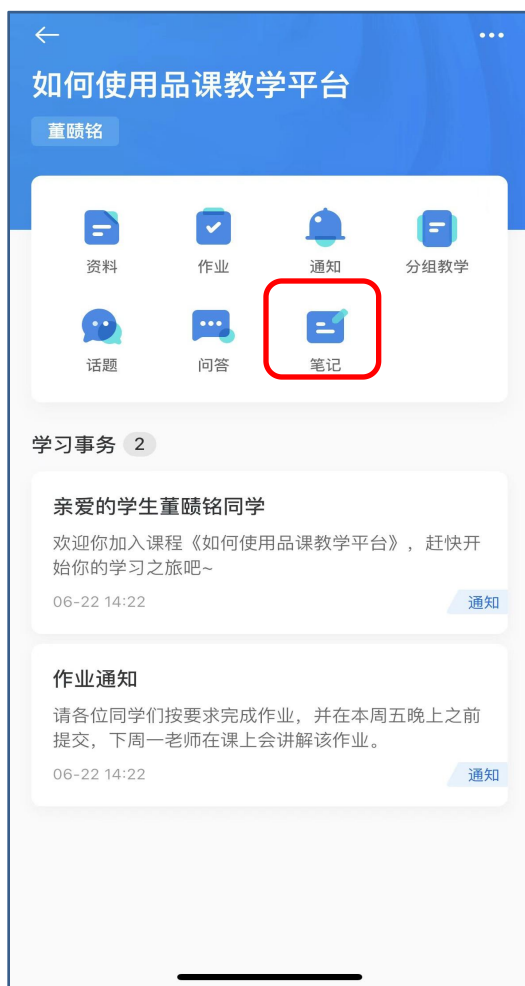 如何使用品课教学平台
董赜铭
资料 作业 通知 分组教学
话题 问答 笔记
学习事务 2
亲爱的学生董赜铭同学
欢迎你加入课程《如何使用品课教学平台》，赶快开
始你的学习之旅吧~
06-22 14:22 通知
作业通知
请各位同学们按要求完成作业，并在本周五晚上之前
提交，下周一老师在课上会讲解该作业。
06-22 14:22 通知